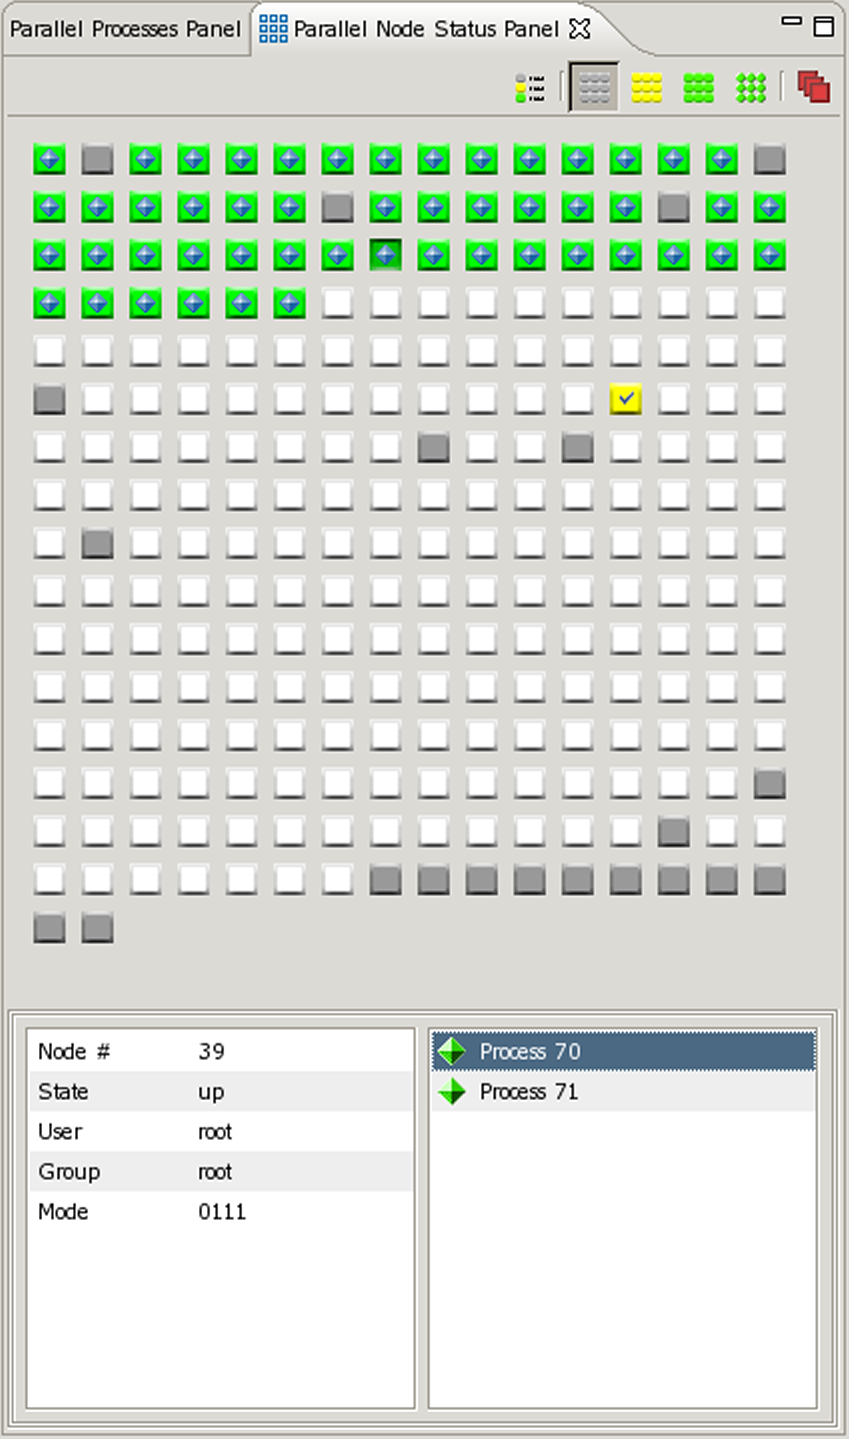 Parallel Processes Panel
Parallel Node Status Panel
Node # 39
State up
User root
Group root
Mode 0111
Process 70
Process 71